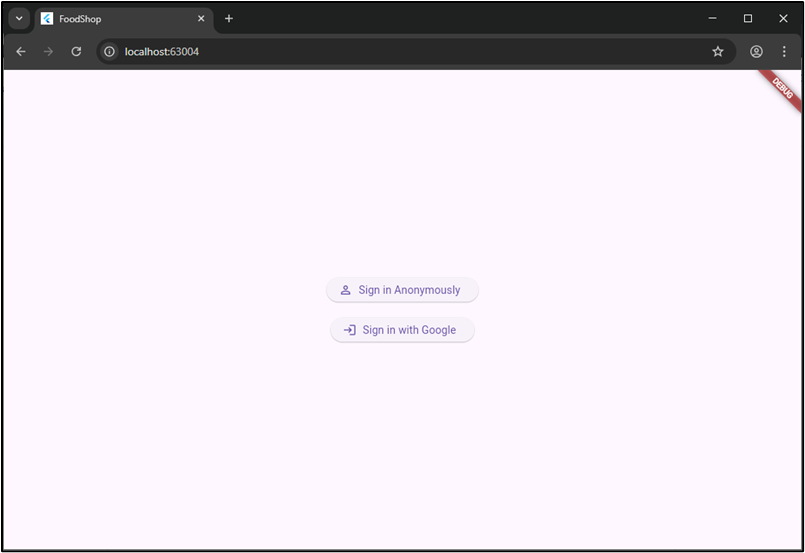 FoodShop
localhost:63004
DEBUG
Sign in Anonymously
Sign in with Google